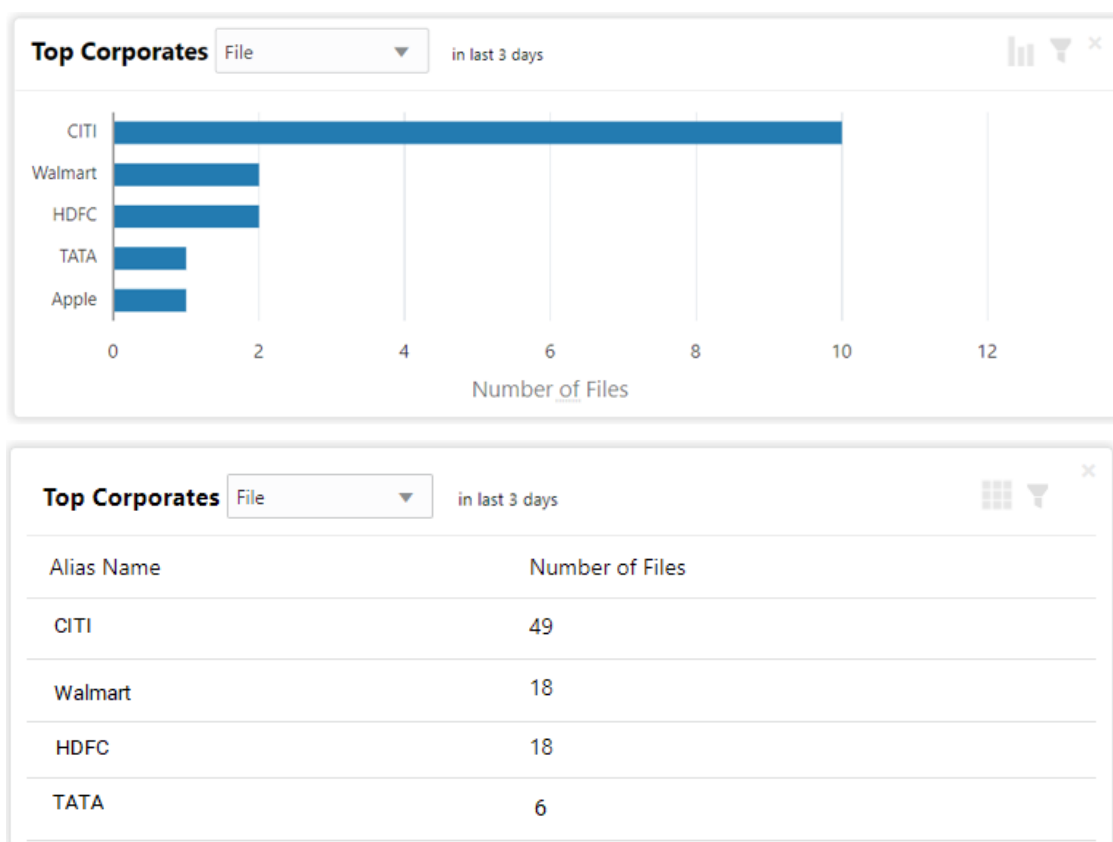 Top Corporates File in last 3 days
CITI
Walmart
HDFC
TATA
Apple
0 2 4 6 8 10 12
Number of Files
Top Corporates File in last 3 days
Alias Name Number of Files
CITI 49
Walmart 18
HDFC 18
TATA 6